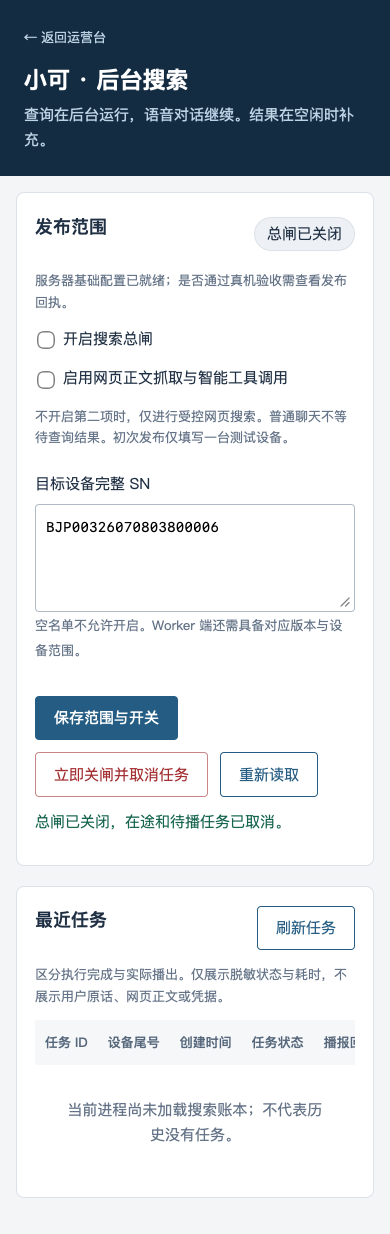 ← 返回运营台
小可 · 后台搜索
查询在后台运行，语音对话继续。结果在空闲时补
充。
发布范围
总闸已关闭
服务器基础配置已就绪；是否通过真机验收需查看发布
回执。
开启搜索总闸
启用网页正文抓取与智能工具调用
不开启第二项时，仅进行受控网页搜索。普通聊天不等
待查询结果。初次发布仅填写一台测试设备。
目标设备完整 SN
BJP00326070803800006
空名单不允许开启。Worker 端还需具备对应版本与设
备范围。
保存范围与开关
立即关闸并取消任务
重新读取
总闸已关闭，在途和待播任务已取消。
最近任务
刷新任务
区分执行完成与实际播出。仅展示脱敏状态与耗时，不
展示用户原话、网页正文或凭据。
任务 ID 设备尾号 创建时间 任务状态 播报
当前进程尚未加载搜索账本；不代表历
史没有任务。